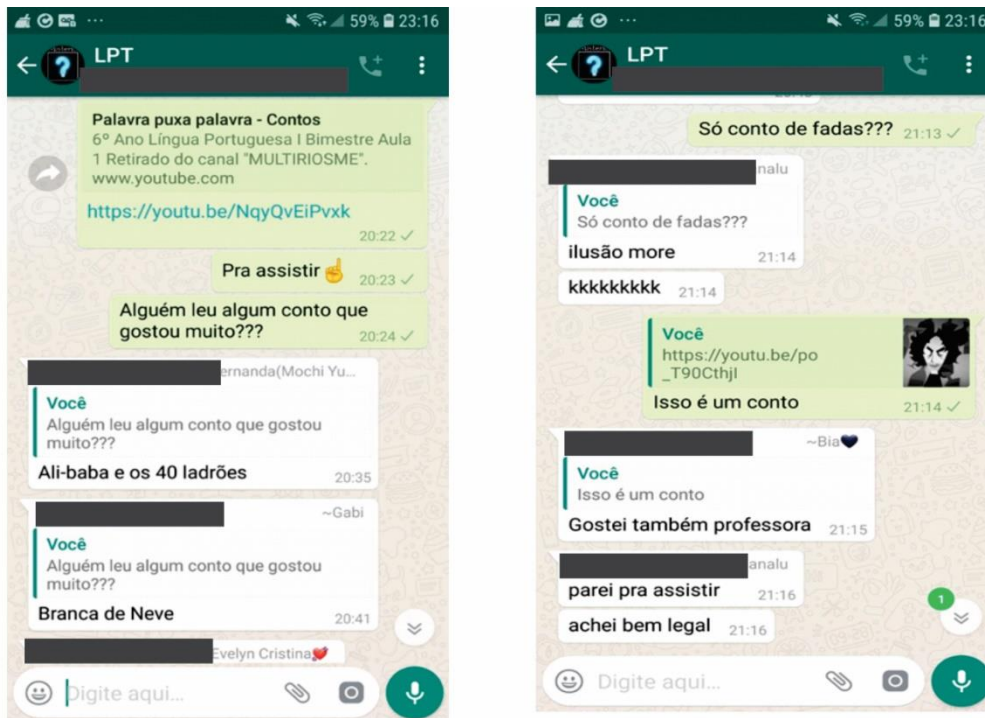 59% 23:16
LPT
Palavra puxa palavra - Contos
6º Ano Língua Portuguesa I Bimestre Aula
1 Retirado do canal "MULTIRIOSME".
www.youtube.com
https://youtu.be/NqyQvEiPvxk
20:22
Pra assistir
20:23
Alguém leu algum conto que
gostou muito???
20:24
ernanda(Mochi Yu...
Você
Alguém leu algum conto que gostou
muito???
Ali-baba e os 40 ladrões
20:35
~Gabi
Você
Alguém leu algum conto que gostou
muito???
Branca de Neve
20:41
Evelyn Cristina
Digite aqui...
59% 23:16
LPT
Só conto de fadas??? 21:13
nalu
Você
Só conto de fadas???
ilusão more
21:14
kkkkkkkkk 21:14
Você
https://youtu.be/po
_T90CthjI
Isso é um conto
21:14
~Bia
Você
Isso é um conto
Gostei também professora 21:15
analu
parei pra assistir 21:16
achei bem legal 21:16
1
Digite aqui...